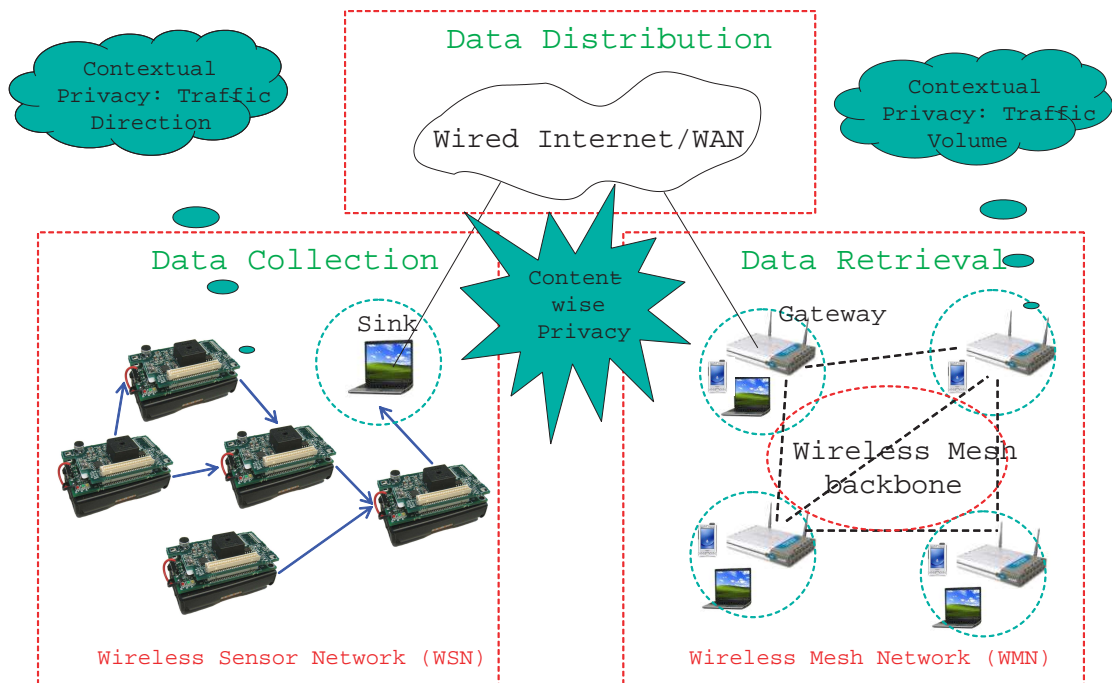 Data Distribution
Contextual
Privacy: Traffic
Direction
Contextual
Privacy: Traffic
Volume
Wired Internet/WAN
Data Collection
Content-
wise
Privacy
Data Retrieval
Sink
Gateway
Wireless Mesh
backbone
Wireless Sensor Network (WSN)
Wireless Mesh Network (WMN)